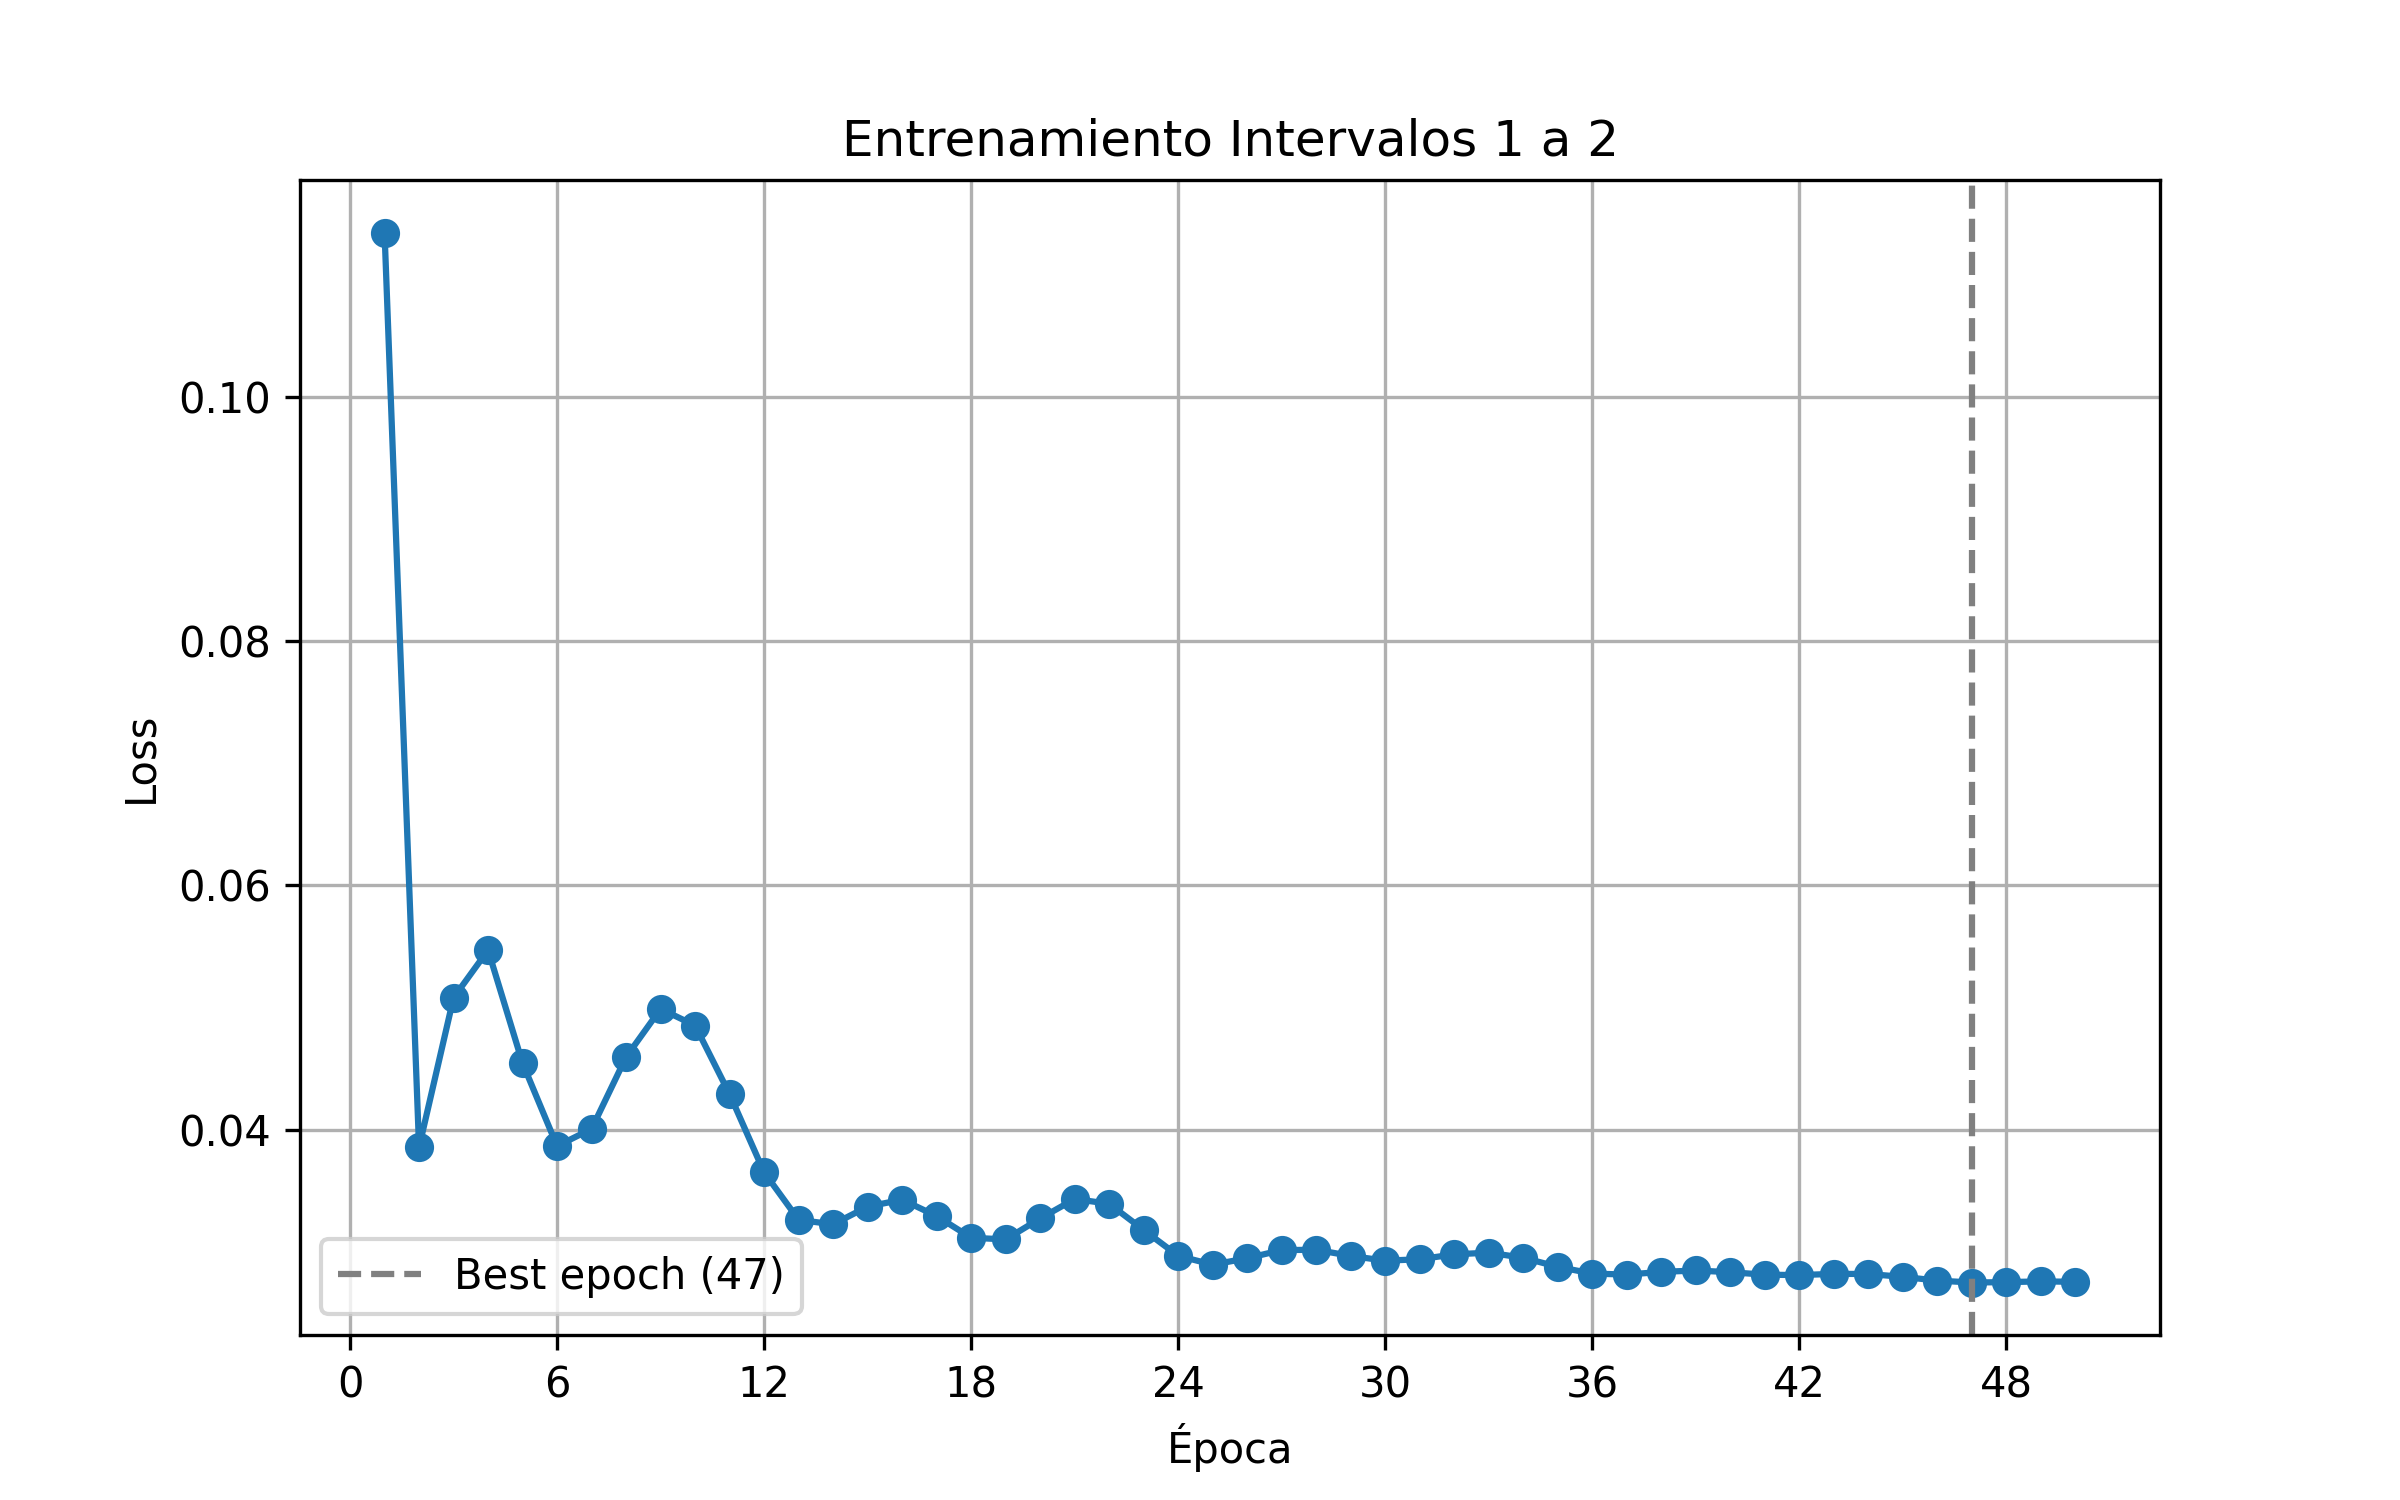 Entrenamiento Intervalos 1 a 2
Loss
0.10
0.08
0.06
0.04
Best epoch (47)
0 6 12 18 24 30 36 42 48
Época